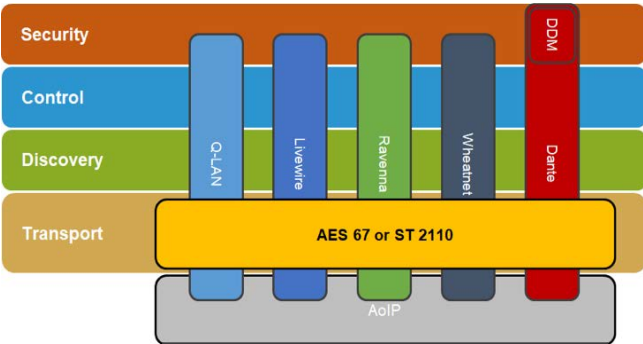 Security
DDM
Control
Discovery
Q-LAN
Livewire
Ravenna
Wheatnet
Dante
Transport
AES 67 or ST 2110
AoIP